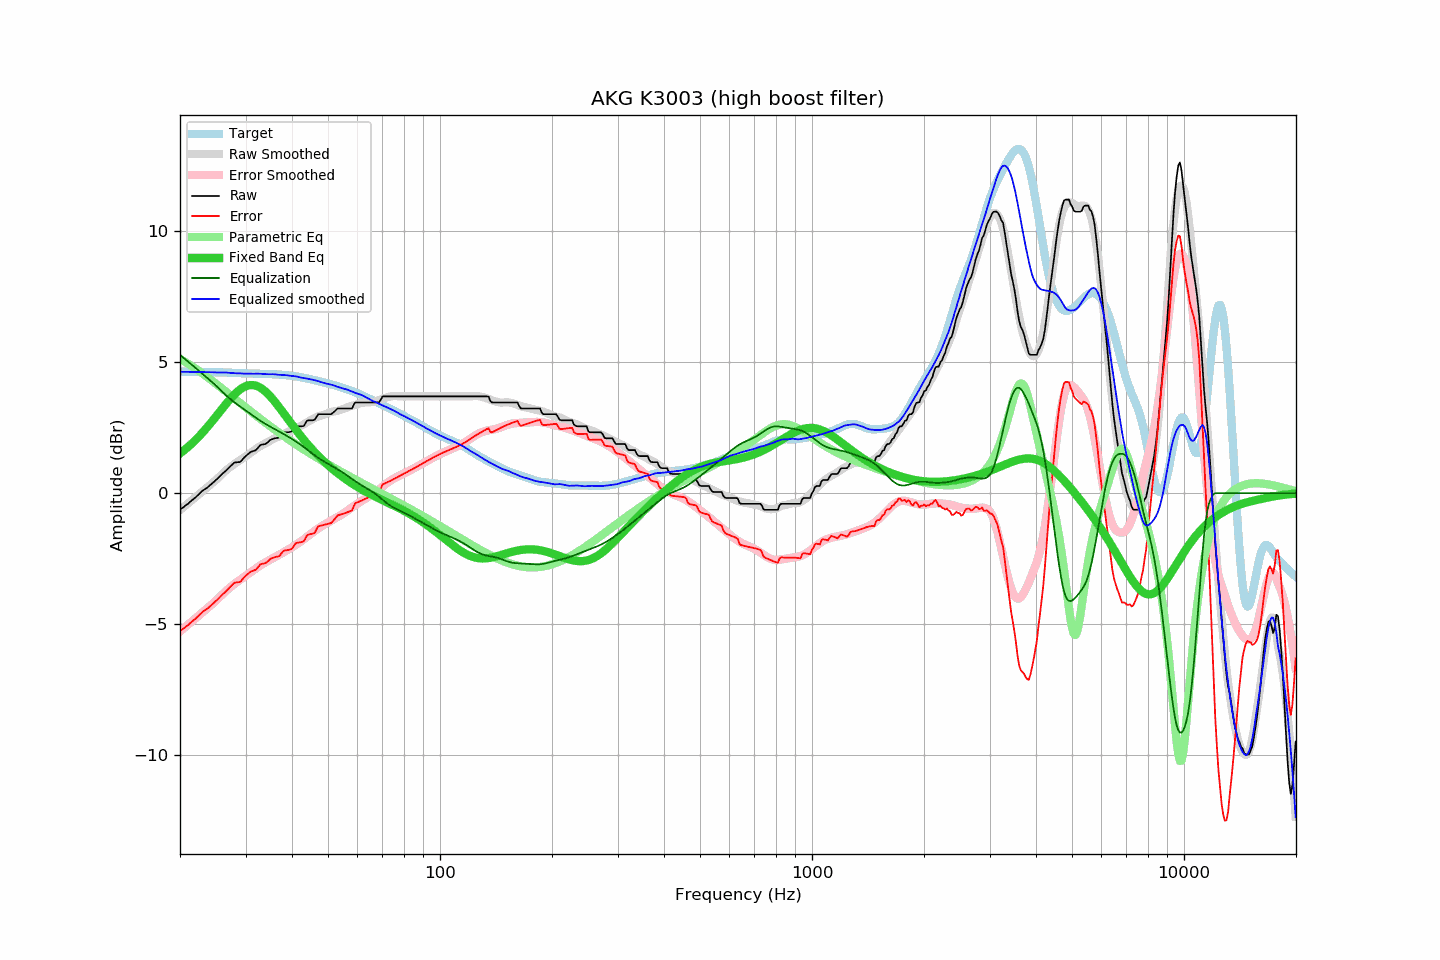 AKG K3003 (high boost filter)
Target
Raw Smoothed
Error Smoothed
Raw
Error
Parametric Eq
Fixed Band Eq
Equalization
Equalized smoothed
10
5
0
−5
−10
Amplitude (dBr)
100
1000
10000
Frequency (Hz)